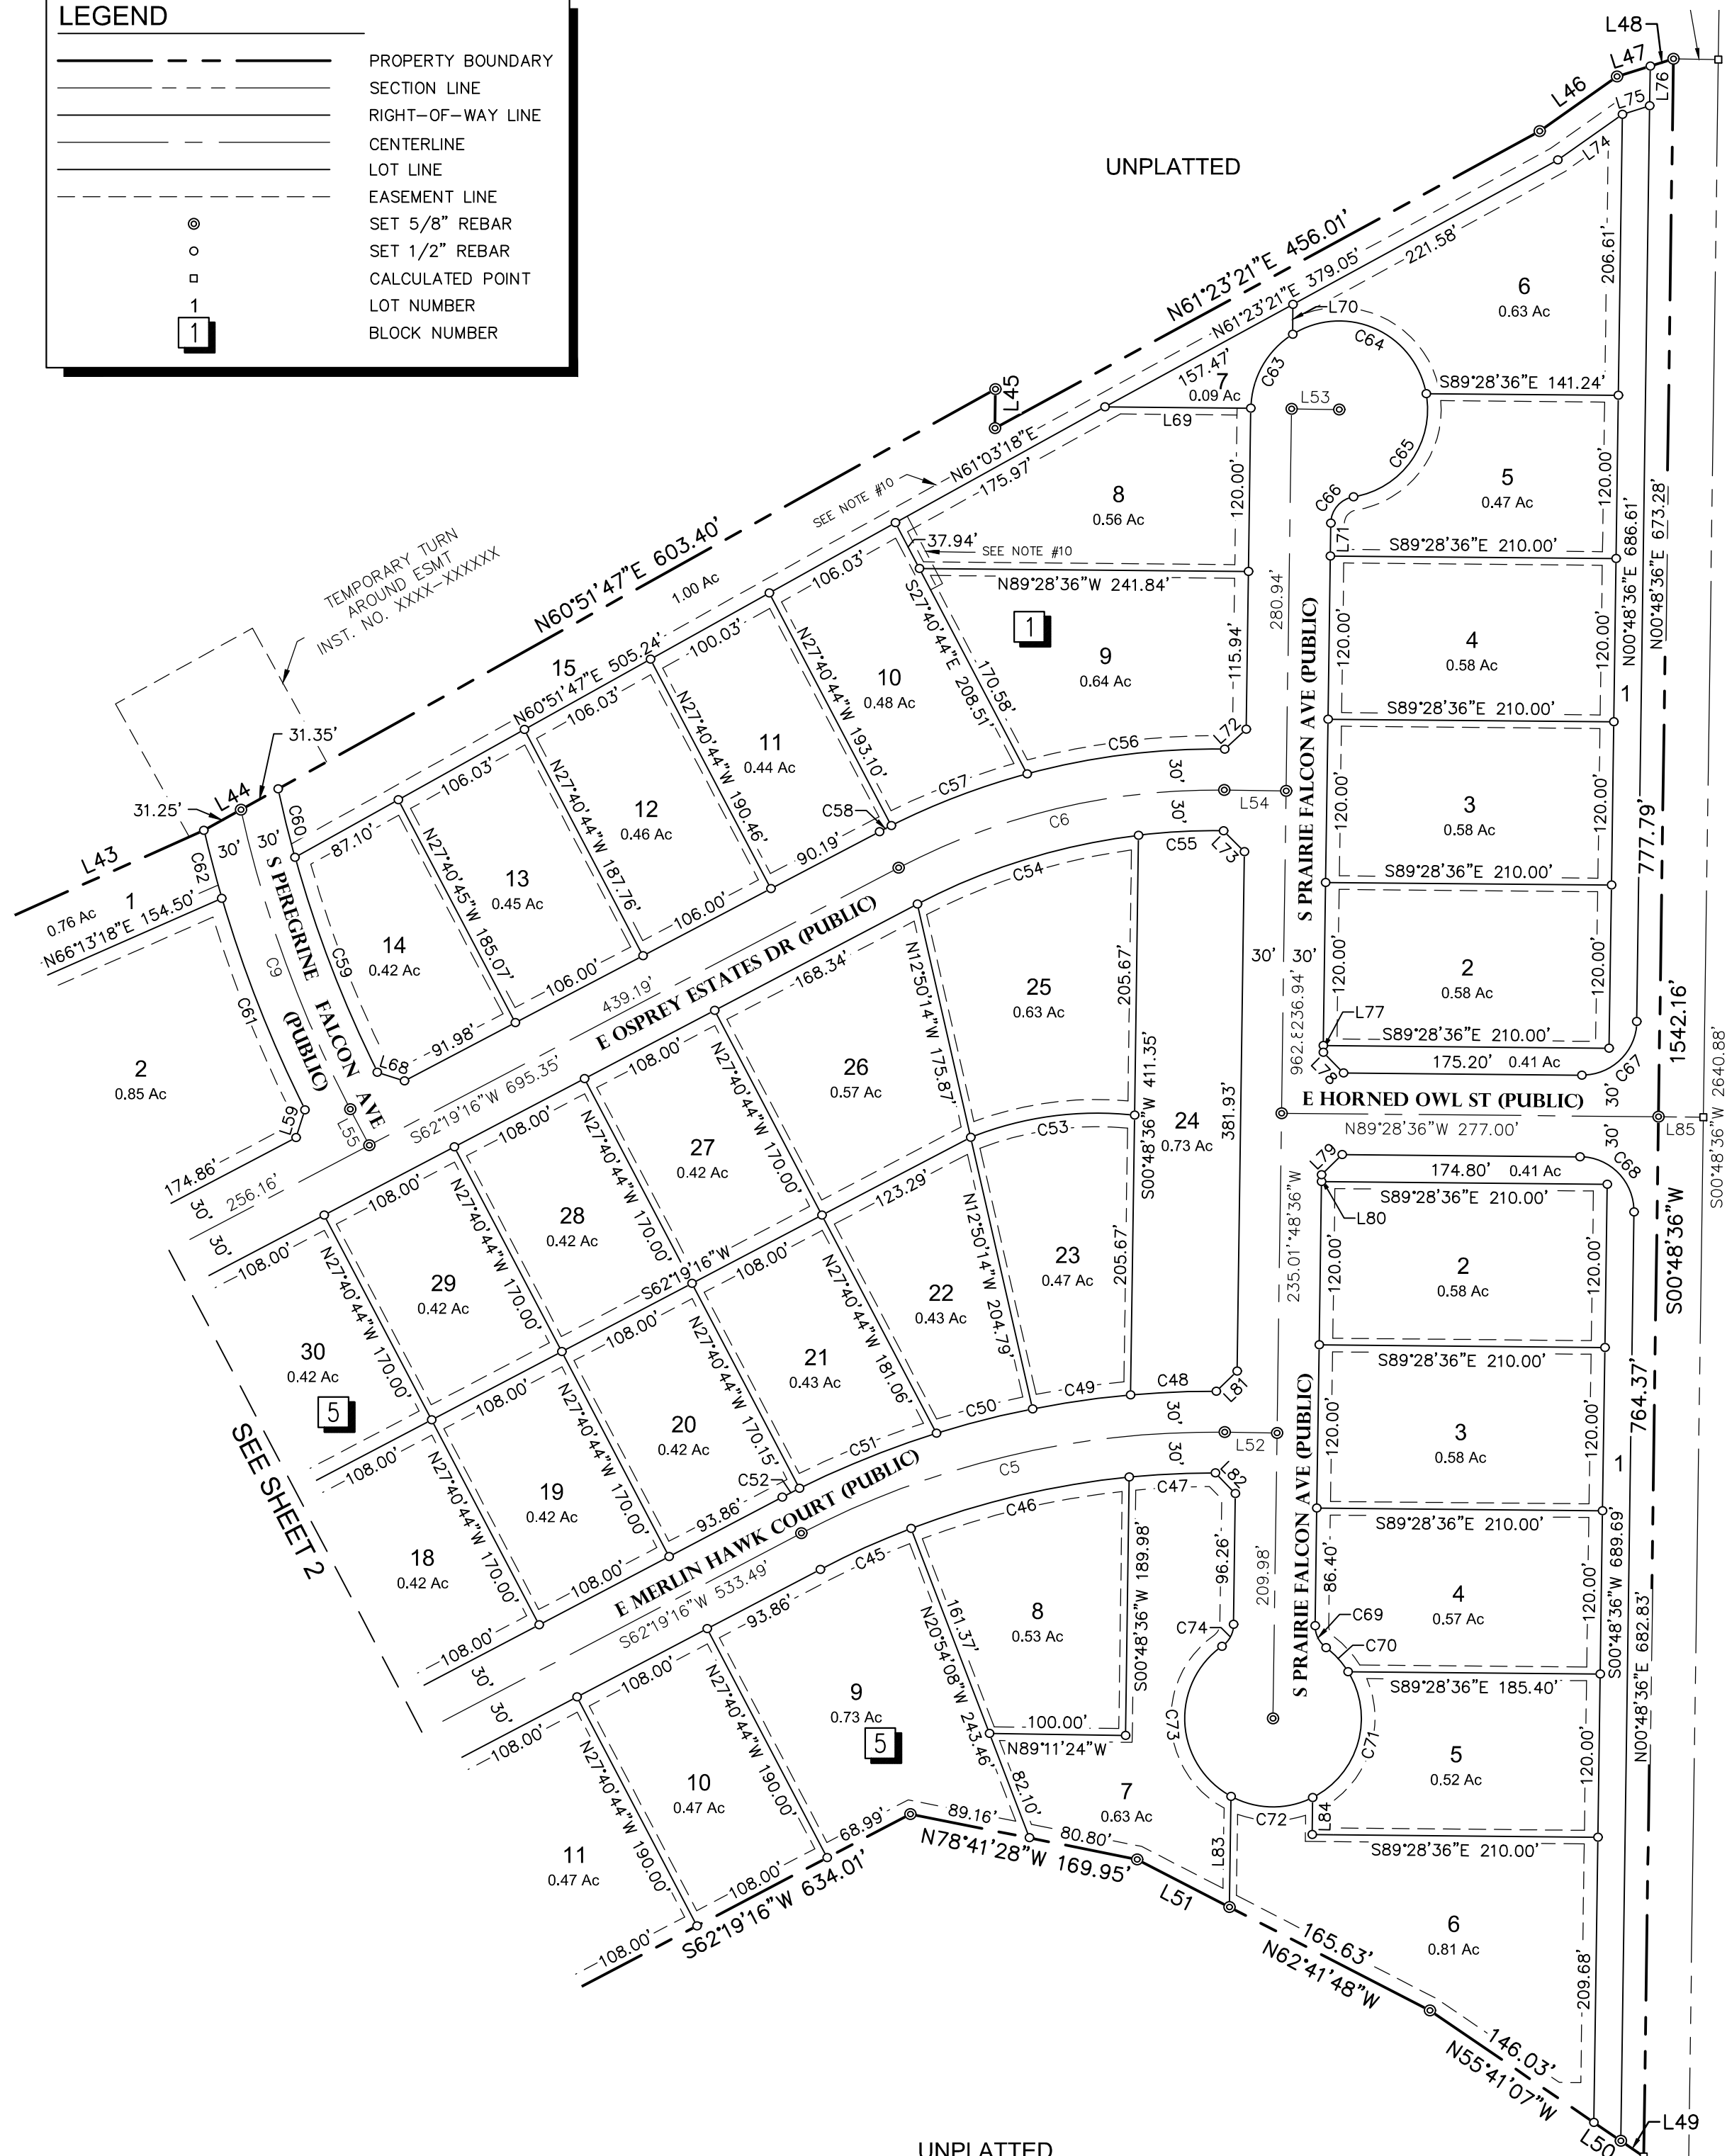 LEGEND
PROPERTY BOUNDARY
SECTION LINE
RIGHT-OF-WAY LINE
CENTERLINE
LOT LINE
EASEMENT LINE
SET 5/8" REBAR
SET 1/2" REBAR
CALCULATED POINT
1 LOT NUMBER
1 BLOCK NUMBER
UNPLATTED
L48
L47
L76
L46
L75
L74
N61°23'21"E 456.01'
N61°23'21"E 379.05'
221.58'
206.61'
6
0.63 Ac
L70
C64
C63
157.47'
7
0.09 Ac
L45
L69
L53
S89°28'36"E 141.24'
N61°03'18"E
175.97'
SEE NOTE #10
8
0.56 Ac
120.00'
C65
C66
L71
5
0.47 Ac
120.00'
S89°28'36"E 210.00'
N00°48'36"E 686.61'
N00°48'36"E 673.28'
37.94'
SEE NOTE #10
N89°28'36"W 241.84'
1
TEMPORARY TURN
AROUND ESMT
INST. NO. XXXX-XXXXXX
N60°51'47"E 603.40'
1.00 Ac
15
N60°51'47"E 505.24'
106.03'
100.03'
106.03'
106.03'
87.10'
S27°40'44"E 208.51'
170.58'
9
0.64 Ac
115.94'
280.94'
S PRAIRIE FALCON AVE (PUBLIC)
120.00'
4
0.58 Ac
120.00'
1
S89°28'36"E 210.00'
10
0.48 Ac
N27°40'44"W 193.10'
11
0.44 Ac
N27°40'44"W 190.46'
12
0.46 Ac
N27°40'44"W 187.76'
13
0.45 Ac
N27°40'45"W 185.07'
14
0.42 Ac
L72
C56
C57
C58
30'
30'
L54
C6
C55
L73
C54
120.00'
3
0.58 Ac
120.00'
777.79'
S89°28'36"E 210.00'
31.35'
L44
31.25'
L43
30'
30'
C60
C62
1
0.76 Ac
N66°13'18"E 154.50'
S PEREGRINE FALCON AVE
(PUBLIC)
C9
C59
C61
2
0.85 Ac
L59
L55
L68
91.98'
106.00'
106.00'
90.19'
439.19'
E OSPREY ESTATES DR (PUBLIC)
S62°19'16"W 695.35'
174.86'
256.16'
30'
30'
168.34'
108.00'
108.00'
108.00'
108.00'
25
0.63 Ac
N12°50'14"W 175.87'
205.67'
S00°48'36"W 411.35'
24
0.73 Ac
381.93'
30'
30'
236.94'
120.00'
2
0.58 Ac
120.00'
L77
S89°28'36"E 210.00'
175.20' 0.41 Ac
L78
C67
30'
E HORNED OWL ST (PUBLIC)
N89°28'36"W 277.00'
30'
L85
1542.16'
S00°48'36"W
S00°48'36"W 2640.88'
26
0.57 Ac
N27°40'44"W 170.00'
27
0.42 Ac
N27°40'44"W 170.00'
28
0.42 Ac
N27°40'44"W 170.00'
29
0.42 Ac
N27°40'44"W 170.00'
30
0.42 Ac
5
C53
123.29'
S62°19'16"W
108.00'
108.00'
108.00'
108.00'
N12°50'14"W 204.79'
23
0.47 Ac
205.67'
22
0.43 Ac
N27°40'44"W 181.06'
21
0.43 Ac
N27°40'44"W 170.15'
20
0.42 Ac
N27°40'44"W 170.00'
19
0.42 Ac
N27°40'44"W 170.00'
18
0.42 Ac
SEE SHEET 2
L79
174.80' 0.41 Ac
C68
S89°28'36"E 210.00'
L80
235.01'
120.00'
2
0.58 Ac
120.00'
S89°28'36"E 210.00'
764.37'
C48
C49
C50
C51
C52
L81
30'
L52
C5
30'
L82
C47
C46
C45
S PRAIRIE FALCON AVE (PUBLIC)
120.00'
3
0.58 Ac
120.00'
1
S89°28'36"E 210.00'
93.86'
108.00'
108.00'
E MERLIN HAWK COURT (PUBLIC)
S62°19'16"W 533.49'
30'
30'
93.86'
108.00'
108.00'
96.26'
209.98'
86.40'
4
0.57 Ac
120.00'
S00°48'36"W 689.69'
N00°48'36"E 682.83'
C69
C70
C74
S89°28'36"E 185.40'
8
0.53 Ac
S00°48'36"W 189.98'
161.37'
N20°54'08"W 243.46'
100.00'
N89°11'24"W
82.10'
9
0.73 Ac
5
N27°40'44"W 190.00'
10
0.47 Ac
N27°40'44"W 190.00'
11
0.47 Ac
C73
C71
C72
5
0.52 Ac
120.00'
L84
L83
S89°28'36"E 210.00'
7
0.63 Ac
89.16'
80.80'
N78°41'28"W 169.95'
L51
68.99'
108.00'
S62°19'16"W 634.01'
108.00'
165.63'
N62°41'48"W
6
0.81 Ac
209.68'
146.03'
N55°41'07"W
L49
L50
UNPLATTED